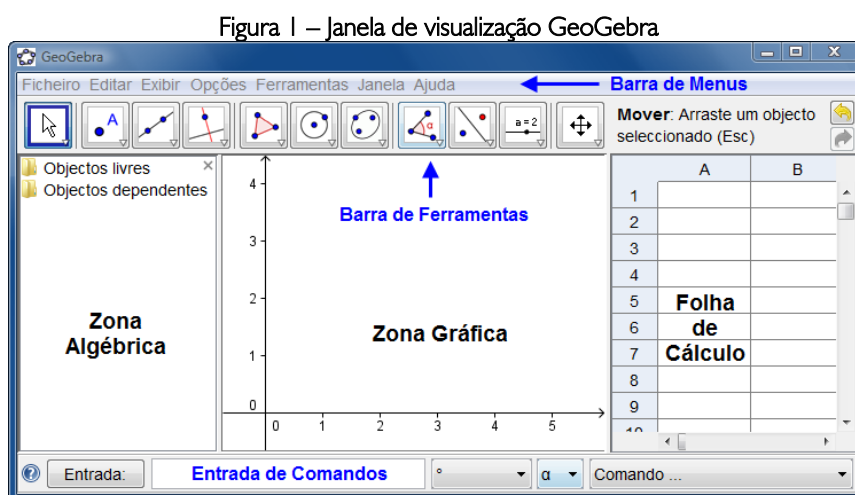 Figura 1 – Janela de visualização GeoGebra
GeoGebra
Ficheiro Editar Exibir Opções Ferramentas Janela Ajuda
Barra de Menus
A
α
a = 2
Mover: Arraste um objecto
seleccionado (Esc)
Objectos livres
Objectos dependentes
Zona
Algébrica
4
3
2
1
0
0 1 2 3 4 5
Barra de Ferramentas
Zona Gráfica
A B
1
2
3
4
5
6
7
8
9
10
Folha
de
Cálculo
Entrada:
Entrada de Comandos
°
α
Comando ...